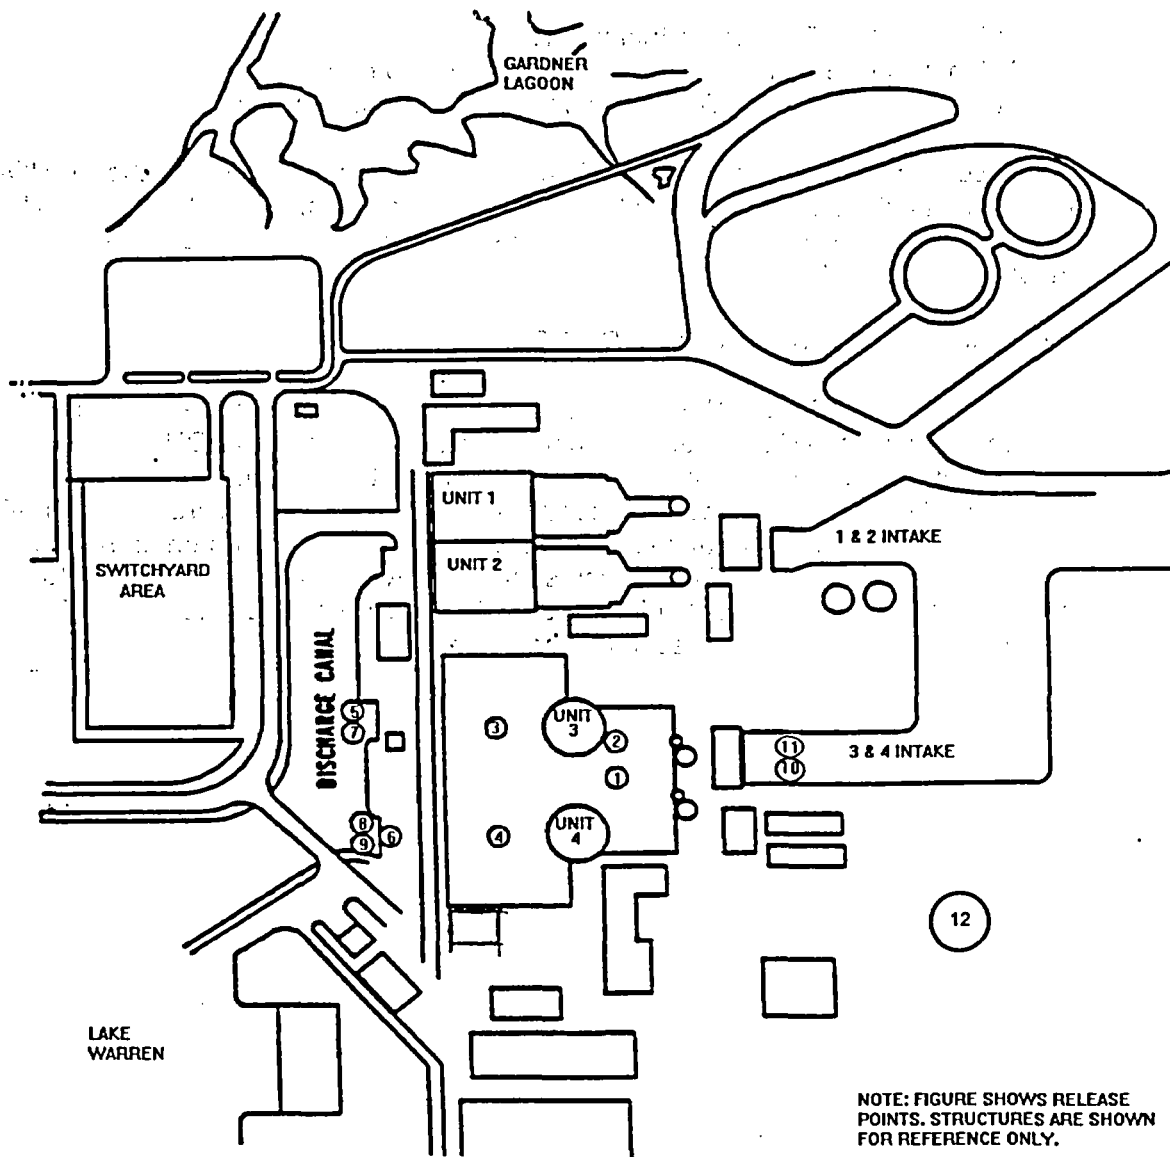 GARDNER
LAGOON
UNIT 1
1 & 2 INTAKE
UNIT 2
SWITCHYARD
AREA
DISCHARGE CANAL
5
7
3
UNIT
3
2
1
11
10
3 & 4 INTAKE
8
9
6
4
UNIT
4
12
LAKE
WARREN
NOTE: FIGURE SHOWS RELEASE
POINTS. STRUCTURES ARE SHOWN
FOR REFERENCE ONLY.